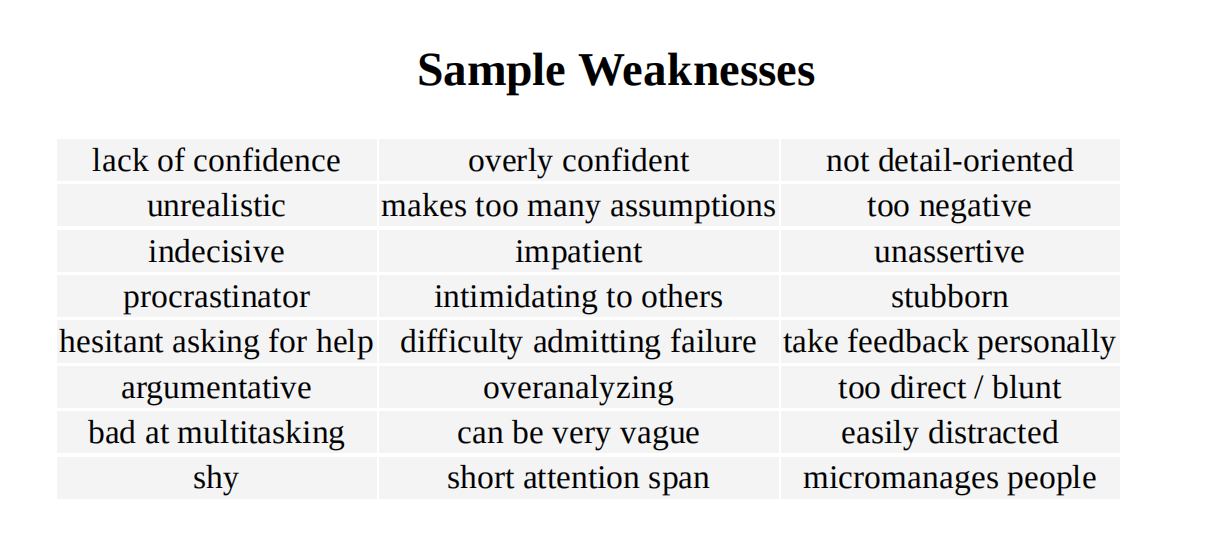 Sample Weaknesses
lack of confidence overly confident not detail-oriented
unrealistic makes too many assumptions too negative
indecisive impatient unassertive
procrastinator intimidating to others stubborn
hesitant asking for help difficulty admitting failure take feedback personally
argumentative overanalyzing too direct / blunt
bad at multitasking can be very vague easily distracted
shy short attention span micromanages people